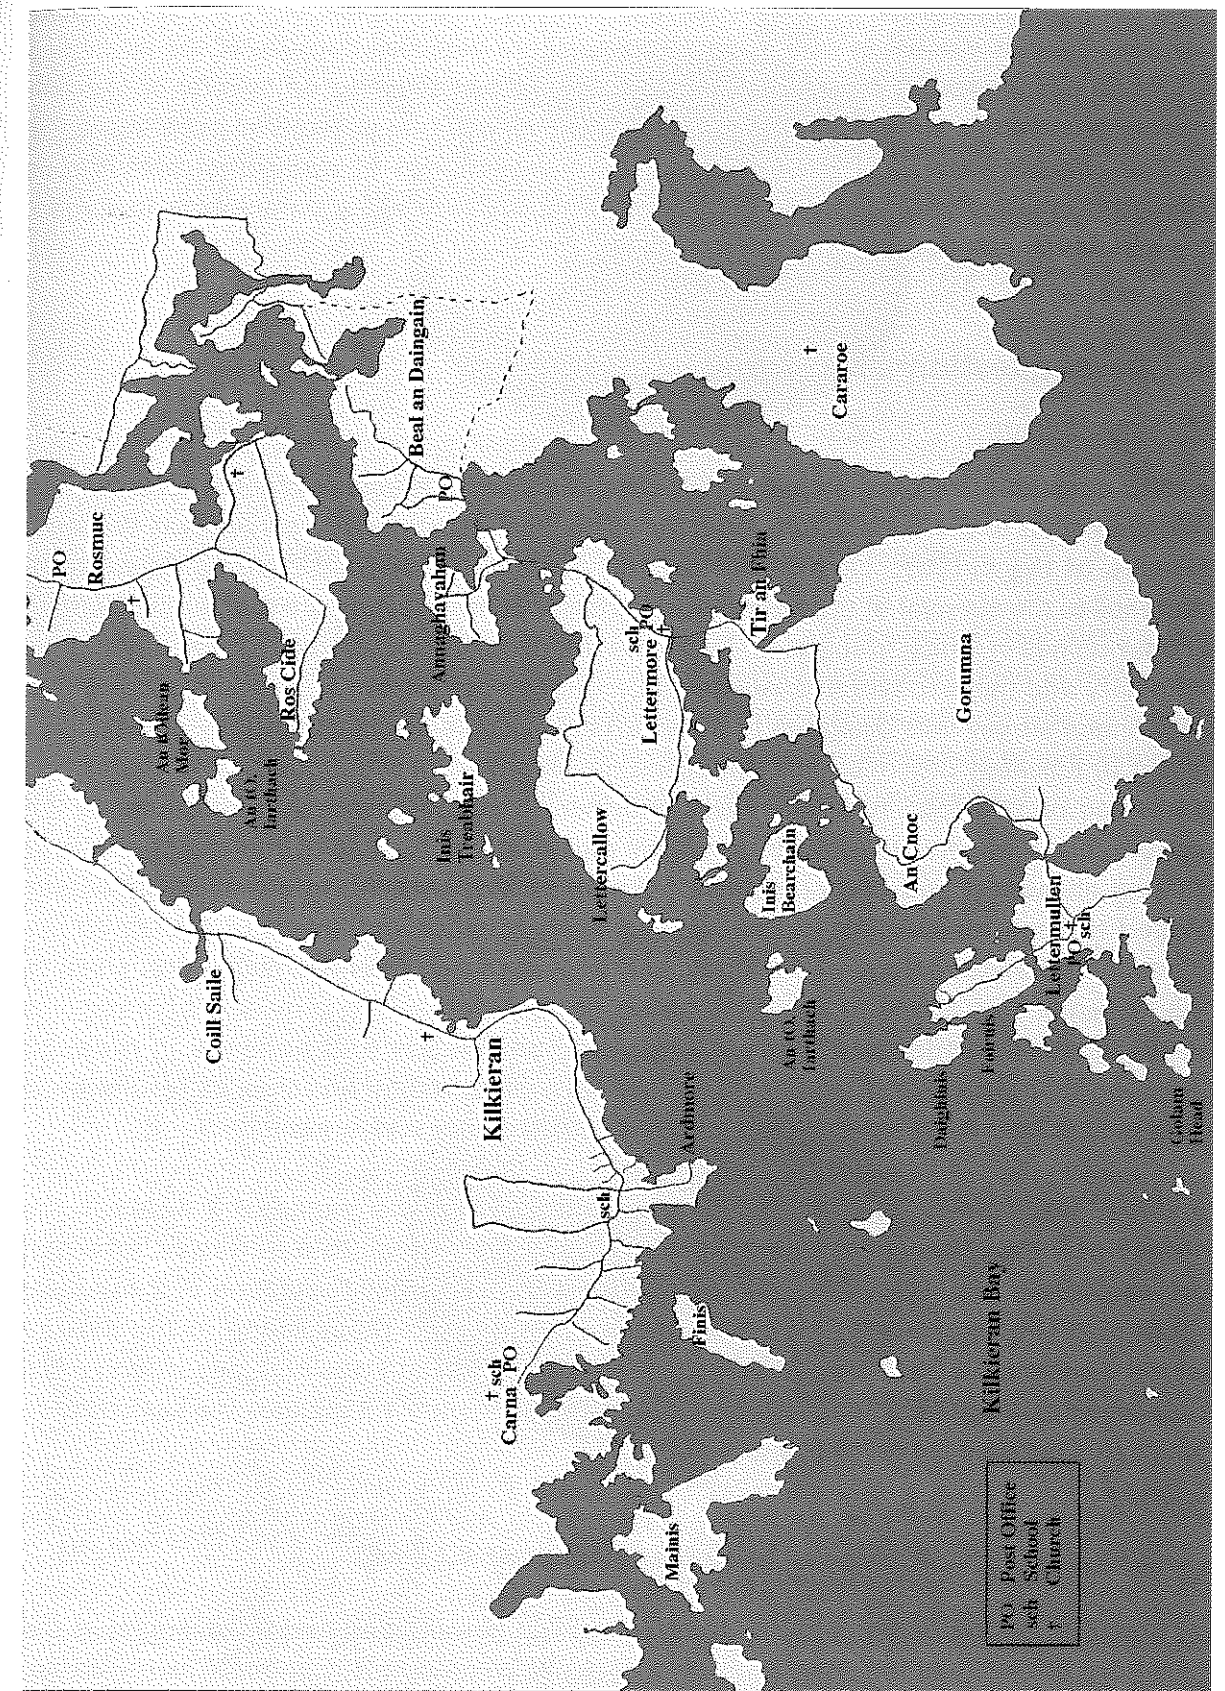 PO
Rosmuc
†
†
An tOilean
Mor
An tO.
Iarthach
Ros Cide
Beal an Daingain
PO
Annaghavahan
Inis
Treabhair
Coill Saile
†
Kilkieran
Lettercallow
Lettermore
sch
PO
†
Tir an Fhia
Cararoe
†
Gorumna
An Cnoc
Inis
Bearchain
An tO.
Iarthach
Lettermullen
PO †
sch
Daighinis
Foirnis
Golam
Head
Ardmore
sch
† sch
Carna PO
Finis
Mainis
Kilkieran Bay
PO Post Office
sch School
† Church